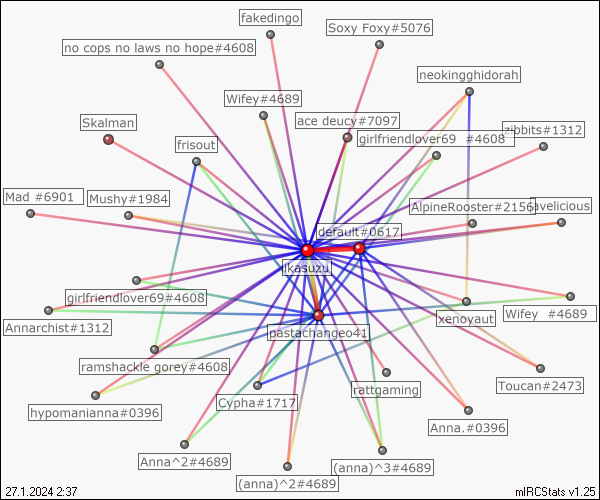 fakedingo
Soxy Foxy#5076
no cops no laws no hope#4608
neokingghidorah
Wifey#4689
ace deucy#7097
Skalman
girlfriendlover69 #4608
zibbits#1312
frisout
Mad #6901
Mushy#1984
AlpineRooster#2156
avelicious
default#0617
jkasuzu
girlfriendlover69#4608
Annarchist#1312
xenoyaut
Wifey #4689
pastachangeo41
ramshackle gorey#4608
rattgaming
Toucan#2473
hypomanianna#0396
Cypha#1717
Anna.#0396
Anna^2#4689
(anna)^3#4689
(anna)^2#4689
27.1.2024 2:37
mIRCStats v1.25